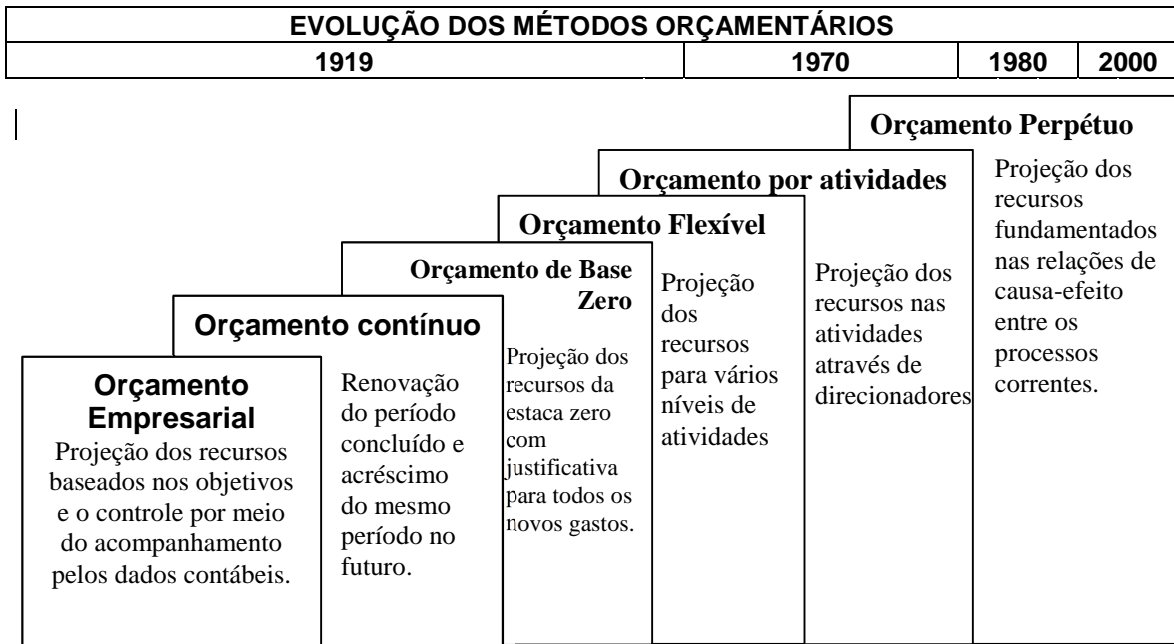 EVOLUÇÃO DOS MÉTODOS ORÇAMENTÁRIOS
1919 1970 1980 2000
Orçamento Empresarial
Projeção dos recursos
baseados nos objetivos
e o controle por meio
do acompanhamento
pelos dados contábeis.
Orçamento contínuo
Renovação
do período
concluído e
acréscimo
do mesmo
período no
futuro.
Orçamento de Base
Zero
Projeção dos
recursos da
estaca zero
com
justificativa
para todos os
novos gastos.
Orçamento Flexível
Projeção
dos
recursos
para vários
níveis de
atividades
Orçamento por atividades
Projeção dos
recursos nas
atividades
através de
direcionadores
Orçamento Perpétuo
Projeção dos
recursos
fundamentados
nas relações de
causa-efeito
entre os
processos
correntes.